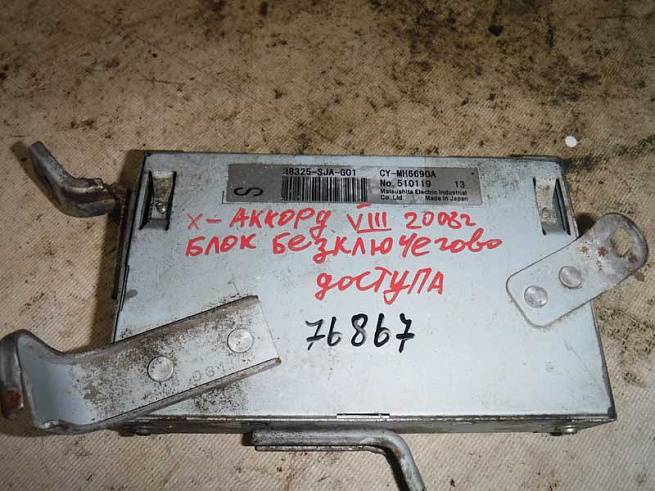 38325-SJA-G01 CY-MH6690A
No. 510119 13
Matsushita Electric Industrial
Co.Ltd. Made in Japan
S
Х-АККОРД VIII 2008г
БЛОК БЕЗКЛЮЧЕГОВО
ДОСТУПА
76867